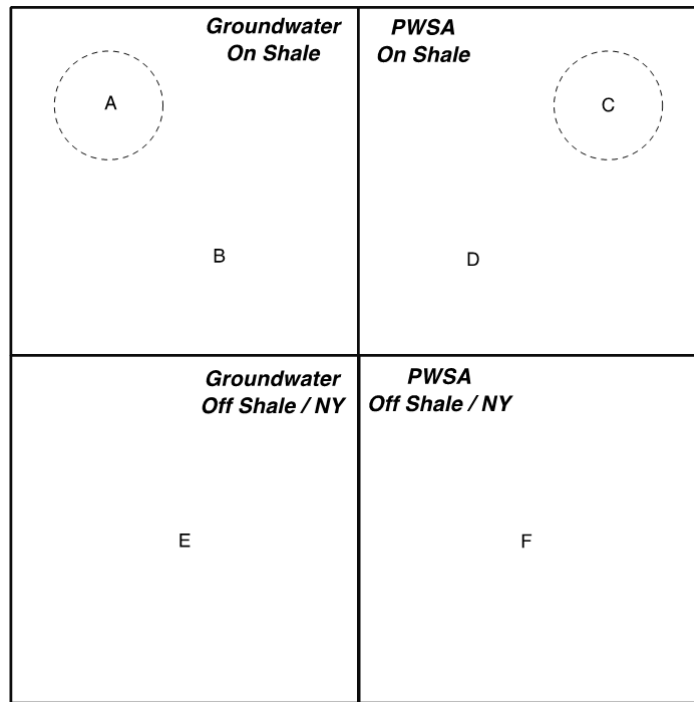 Groundwater
On Shale
PWSA
On Shale
A
C
B
D
Groundwater
Off Shale / NY
PWSA
Off Shale / NY
E
F